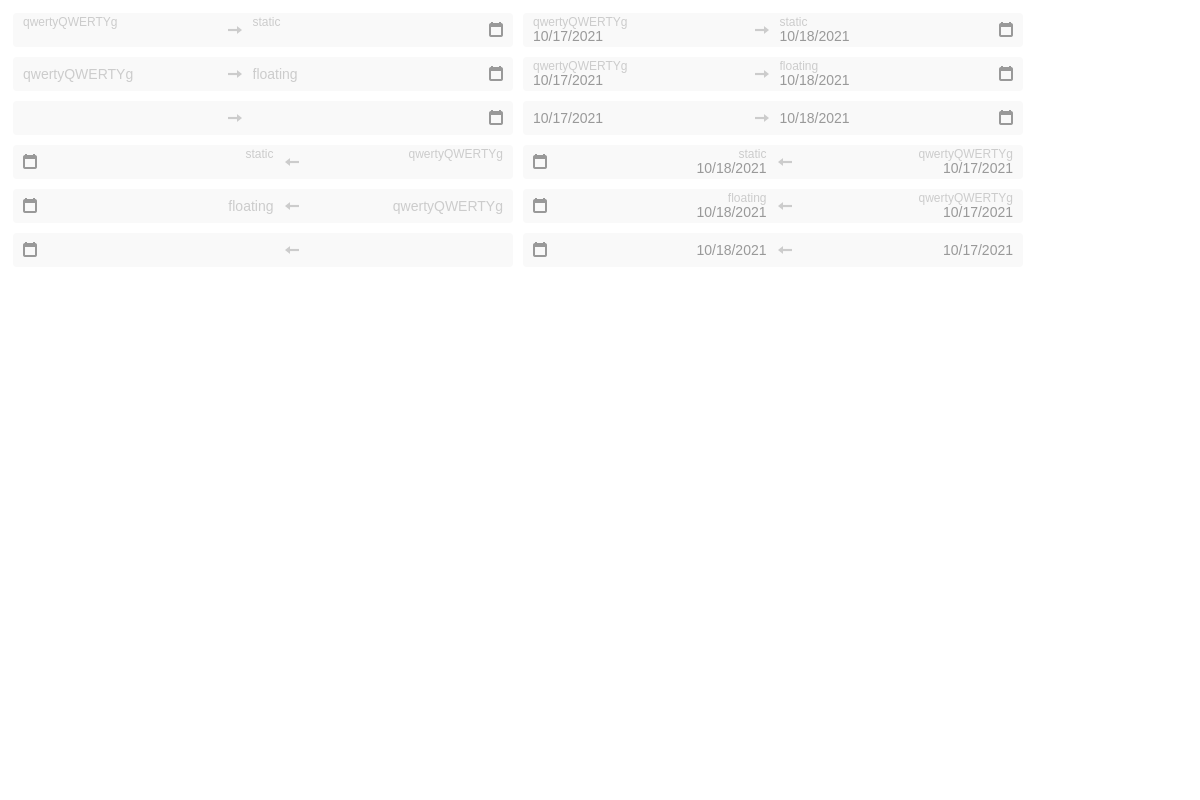 qwertyQWERTYg static qwertyQWERTYg static
10/17/2021 10/18/2021
qwertyQWERTYg floating qwertyQWERTYg floating
10/17/2021 10/18/2021
10/17/2021 10/18/2021
static qwertyQWERTYg static qwertyQWERTYg
10/18/2021 10/17/2021
floating qwertyQWERTYg floating qwertyQWERTYg
10/18/2021 10/17/2021
10/18/2021 10/17/2021